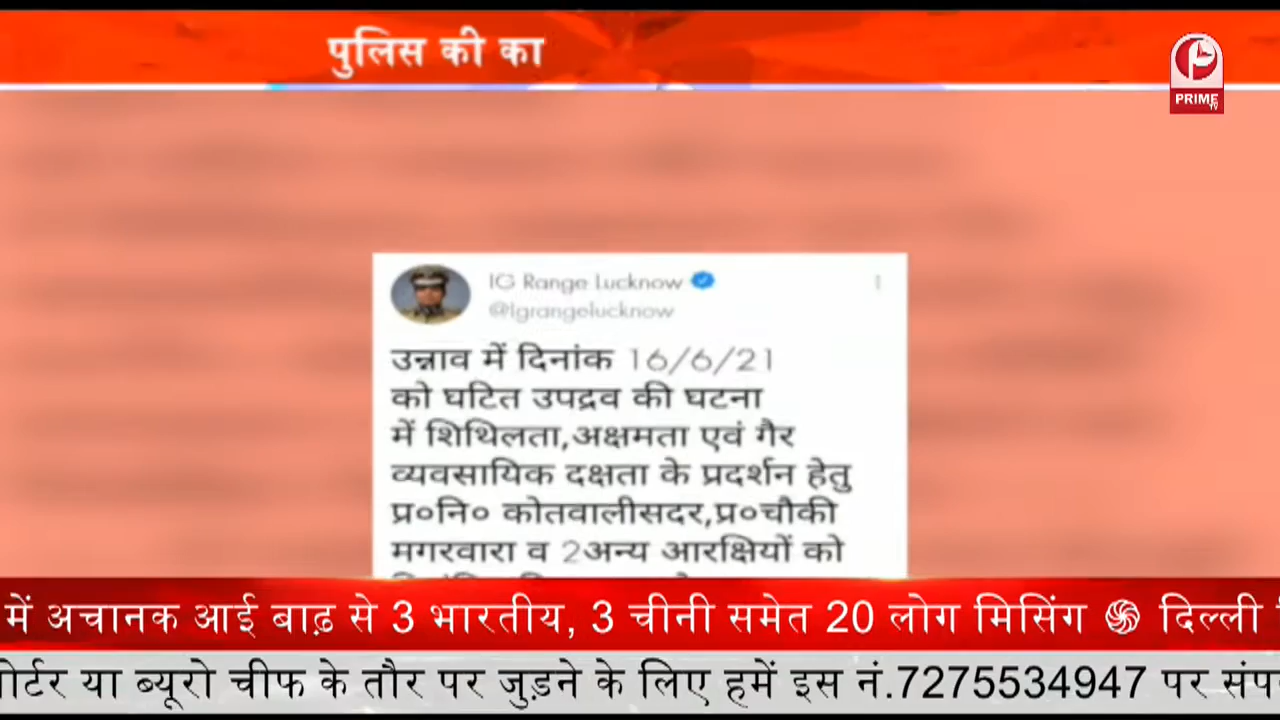 पुलिस की का
PRIME
TV
IG Range Lucknow
@Igrangelucknow
उन्नाव में दिनांक 16/6/21
को घटित उपद्रव की घटना
में शिथिलता,अक्षमता एवं गैर
व्यवसायिक दक्षता के प्रदर्शन हेतु
प्र०नि० कोतवालीसदर,प्र०चौकी
मगरवारा व 2अन्य आरक्षियों को
में अचानक आई बाढ़ से 3 भारतीय, 3 चीनी समेत 20 लोग मिसिंग ֍ दिल्ली
ोर्टर या ब्यूरो चीफ के तौर पर जुड़ने के लिए हमें इस नं.7275534947 पर संप